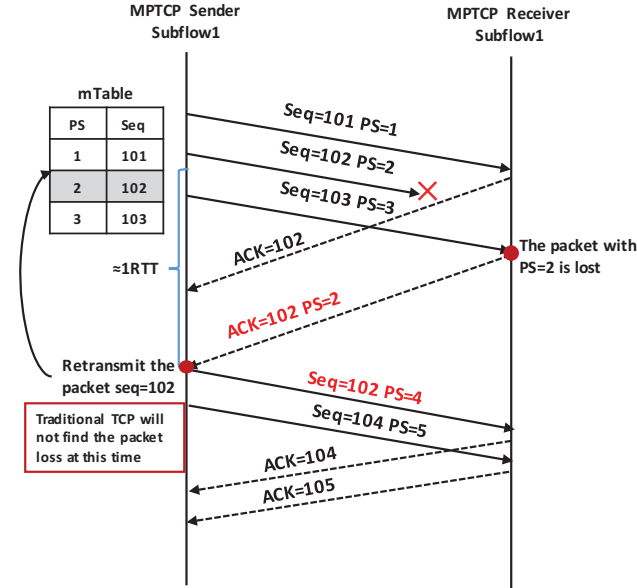 MPTCP Sender
Subflow1
MPTCP Receiver
Subflow1
mTable
PS Seq
1 101
2 102
3 103
Seq=101 PS=1
Seq=102 PS=2
Seq=103 PS=3
≈1RTT
ACK=102
The packet with
PS=2 is lost
ACK=102 PS=2
Retransmit the
packet seq=102
Seq=102 PS=4
Traditional TCP will
not find the packet
loss at this time
Seq=104 PS=5
ACK=104
ACK=105